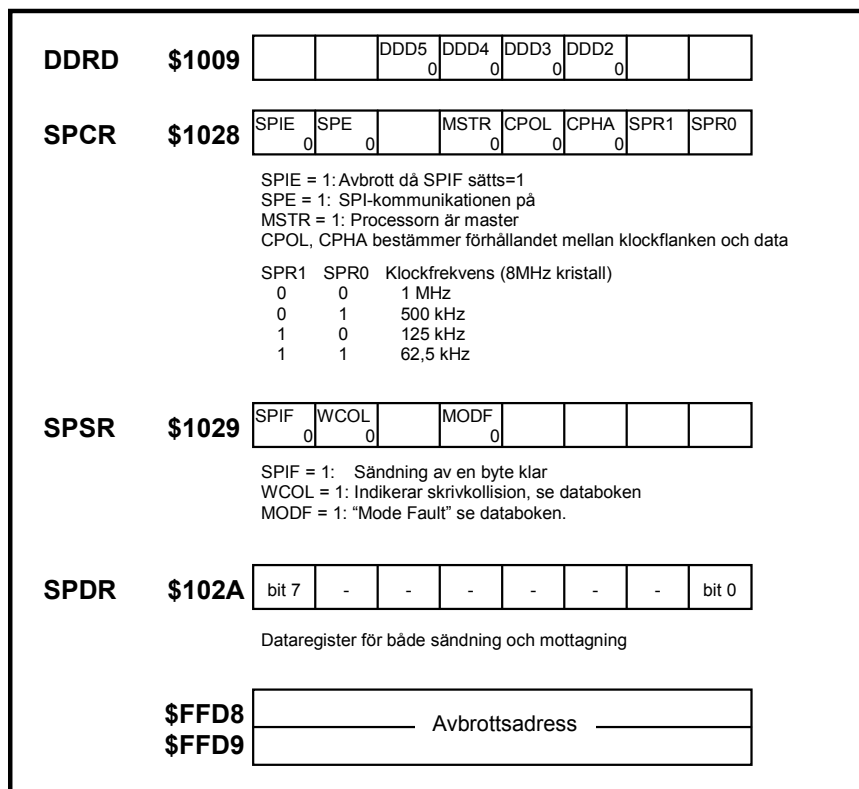 DDRD $1009 DDD5 0 DDD4 0 DDD3 0 DDD2 0
SPCR $1028 SPIE 0 SPE 0 MSTR 0 CPOL 0 CPHA 0 SPR1 SPR0
SPIE = 1: Avbrott då SPIF sätts=1
SPE = 1: SPI-kommunikationen på
MSTR = 1: Processorn är master
CPOL, CPHA bestämmer förhållandet mellan klockflanken och data
SPR1 SPR0 Klockfrekvens (8MHz kristall)
0 0 1 MHz
0 1 500 kHz
1 0 125 kHz
1 1 62,5 kHz
SPSR $1029 SPIF 0 WCOL 0 MODF 0
SPIF = 1: Sändning av en byte klar
WCOL = 1: Indikerar skrivkollision, se databoken
MODF = 1: “Mode Fault” se databoken.
SPDR $102A bit 7 - - - - - - bit 0
Dataregister för både sändning och mottagning
$FFD8
Avbrottsadress
$FFD9